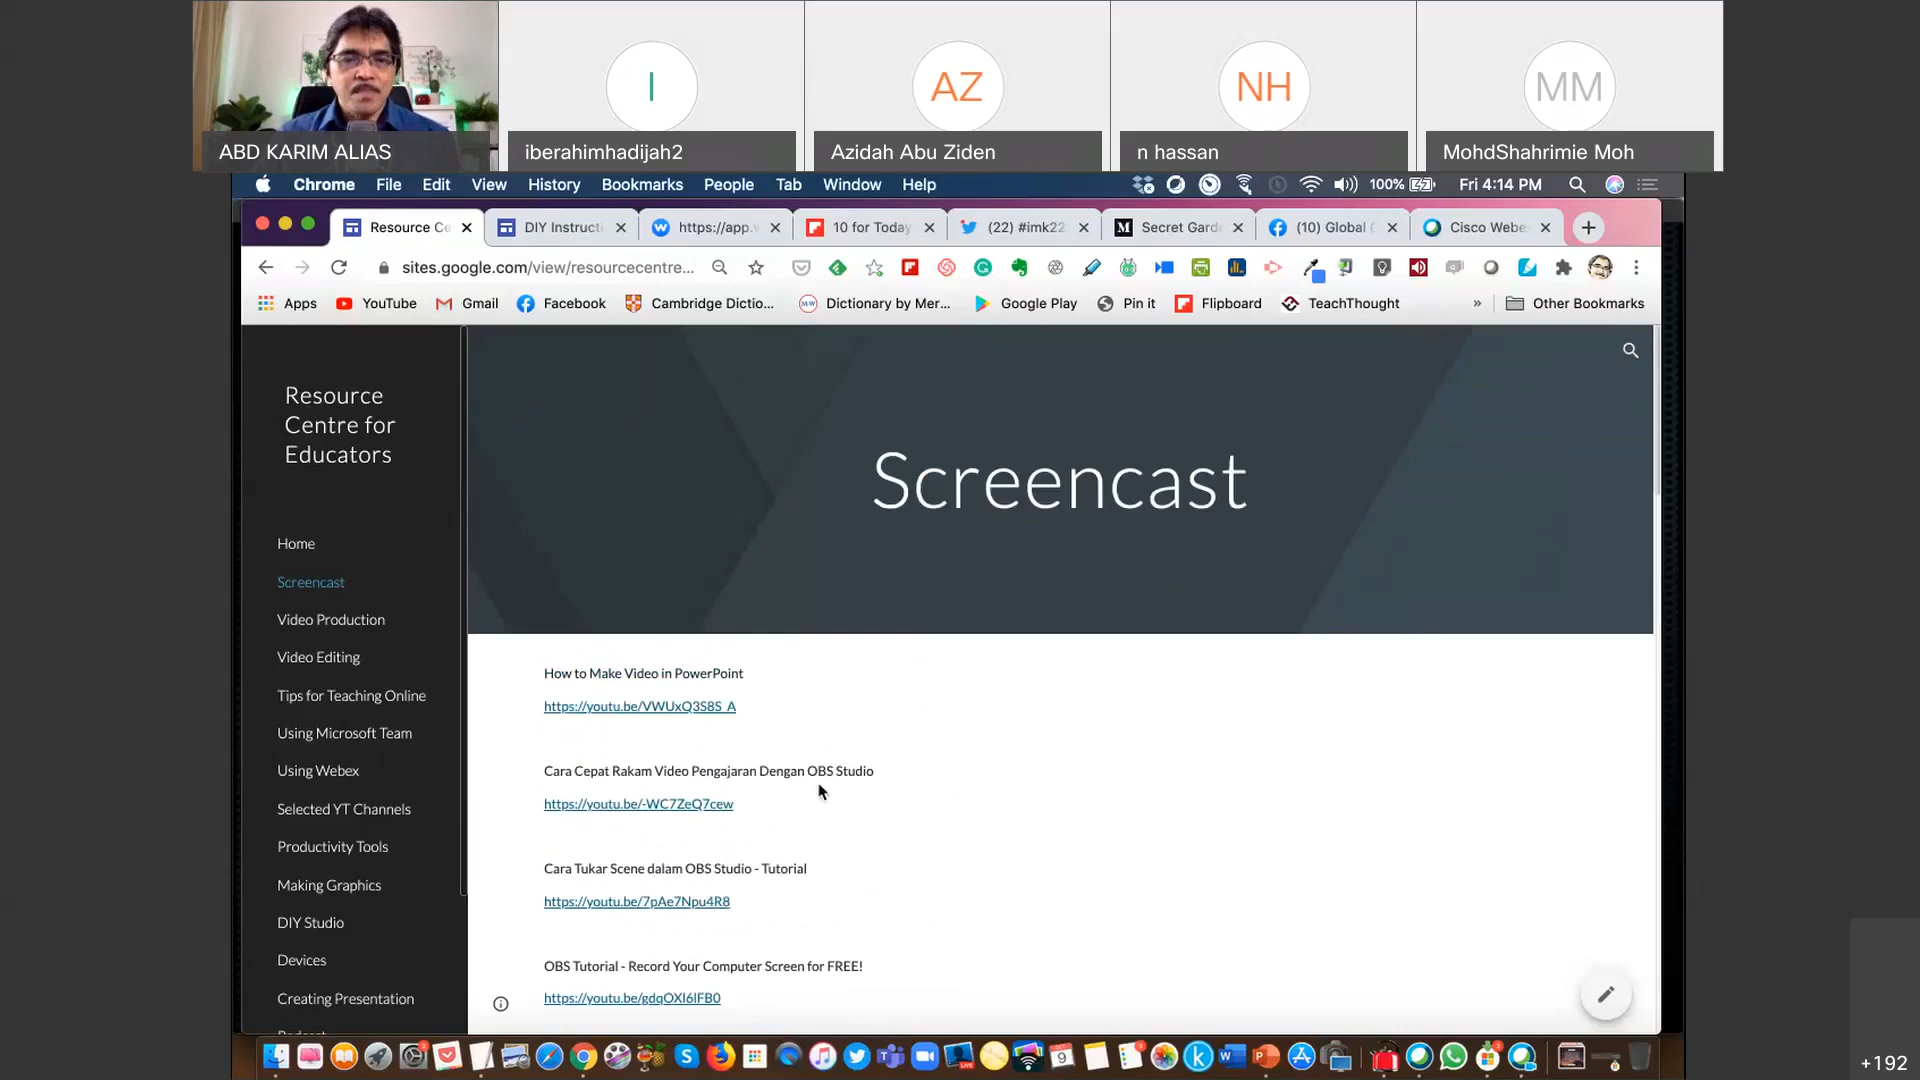 I
AZ
NH
MM
ABD KARIM ALIAS
iberahimhadijah2
Azidah Abu Ziden
n hassan
MohdShahrimie Moh
Chrome File Edit View History Bookmarks People Tab Window Help
100%
Fri 4:14 PM
Resource Ce
DIY Instructi
https://app.w
10 for Today
(22) #imk22
Secret Gard
(10) Global
Cisco Webe
sites.google.com/view/resourcecentre...
Apps YouTube Gmail Facebook Cambridge Dictio... Dictionary by Mer... Google Play Pin it Flipboard TeachThought » Other Bookmarks
Resource
Centre for
Educators
Home
Screencast
Video Production
Video Editing
Tips for Teaching Online
Using Microsoft Team
Using Webex
Selected YT Channels
Productivity Tools
Making Graphics
DIY Studio
Devices
Creating Presentation
Podcast
Screencast
How to Make Video in PowerPoint
https://youtu.be/VWUxQ3S8S_A
Cara Cepat Rakam Video Pengajaran Dengan OBS Studio
https://youtu.be/-WC7ZeQ7cew
Cara Tukar Scene dalam OBS Studio - Tutorial
https://youtu.be/7pAe7Npu4R8
OBS Tutorial - Record Your Computer Screen for FREE!
https://youtu.be/gdqOXl6lFB0
+192